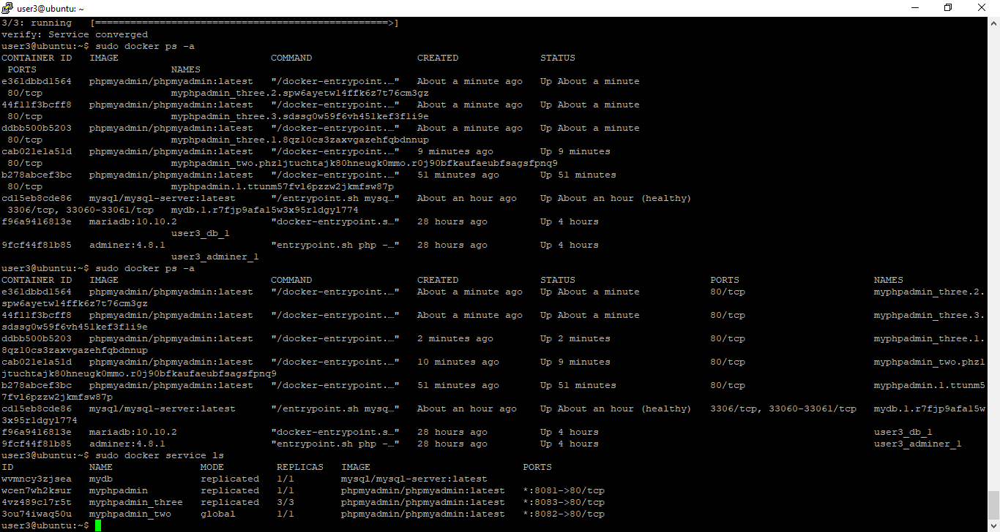 user3@ubuntu: ~
3/3: running   [==================================================>]
verify: Service converged
user3@ubuntu:~$ sudo docker ps -a
CONTAINER ID   IMAGE                          COMMAND                  CREATED              STATUS
 PORTS                       NAMES
e361dbbd1564   phpmyadmin/phpmyadmin:latest   "/docker-entrypoint.…"   About a minute ago   Up About a minute
 80/tcp                      myphpadmin_three.2.spw6ayetw14ffk6z7t76cm3gz
44f11f3bcff8   phpmyadmin/phpmyadmin:latest   "/docker-entrypoint.…"   About a minute ago   Up About a minute
 80/tcp                      myphpadmin_three.3.sdssg0w59f6vh451kef3f1i9e
ddbb500b5203   phpmyadmin/phpmyadmin:latest   "/docker-entrypoint.…"   About a minute ago   Up About a minute
 80/tcp                      myphpadmin_three.1.8qz10cs3zaxvgazehfqbdnnup
cab021e1a51d   phpmyadmin/phpmyadmin:latest   "/docker-entrypoint.…"   9 minutes ago        Up 9 minutes
 80/tcp                      myphpadmin_two.phz1jtuchtajk80hneugk0mmo.r0j90bfkaufaeubfsagsfpnq9
b278abcef3bc   phpmyadmin/phpmyadmin:latest   "/docker-entrypoint.…"   51 minutes ago       Up 51 minutes
 80/tcp                      myphpadmin.1.ttunm57fvl6pzzw2jkmfsw87p
cd15eb8cde86   mysql/mysql-server:latest      "/entrypoint.sh mysq…"   About an hour ago    Up About an hour (healthy)
 3306/tcp, 33060-33061/tcp   mydb.1.r7fjp9afa15w3x95r1dgyl774
f96a9416813e   mariadb:10.10.2                "docker-entrypoint.s…"   28 hours ago         Up 4 hours
                             user3_db_1
9fcf44f81b85   adminer:4.8.1                  "entrypoint.sh php -…"   28 hours ago         Up 4 hours
                             user3_adminer_1
user3@ubuntu:~$ sudo docker ps -a
CONTAINER ID   IMAGE                          COMMAND                  CREATED              STATUS                       PORTS                       NAMES
e361dbbd1564   phpmyadmin/phpmyadmin:latest   "/docker-entrypoint.…"   About a minute ago   Up About a minute            80/tcp                      myphpadmin_three.2.
spw6ayetw14ffk6z7t76cm3gz
44f11f3bcff8   phpmyadmin/phpmyadmin:latest   "/docker-entrypoint.…"   About a minute ago   Up About a minute            80/tcp                      myphpadmin_three.3.
sdssg0w59f6vh451kef3f1i9e
ddbb500b5203   phpmyadmin/phpmyadmin:latest   "/docker-entrypoint.…"   2 minutes ago        Up 2 minutes                 80/tcp                      myphpadmin_three.1.
8qz10cs3zaxvgazehfqbdnnup
cab021e1a51d   phpmyadmin/phpmyadmin:latest   "/docker-entrypoint.…"   10 minutes ago       Up 9 minutes                 80/tcp                      myphpadmin_two.phz1
jtuchtajk80hneugk0mmo.r0j90bfkaufaeubfsagsfpnq9
b278abcef3bc   phpmyadmin/phpmyadmin:latest   "/docker-entrypoint.…"   51 minutes ago       Up 51 minutes                80/tcp                      myphpadmin.1.ttunm5
7fvl6pzzw2jkmfsw87p
cd15eb8cde86   mysql/mysql-server:latest      "/entrypoint.sh mysq…"   About an hour ago    Up About an hour (healthy)   3306/tcp, 33060-33061/tcp   mydb.1.r7fjp9afa15w
3x95r1dgyl774
f96a9416813e   mariadb:10.10.2                "docker-entrypoint.s…"   28 hours ago         Up 4 hours                                               user3_db_1
9fcf44f81b85   adminer:4.8.1                  "entrypoint.sh php -…"   28 hours ago         Up 4 hours                                               user3_adminer_1
user3@ubuntu:~$ sudo docker service ls
ID             NAME               MODE         REPLICAS   IMAGE                          PORTS
wvmncy3zjsea   mydb               replicated   1/1        mysql/mysql-server:latest
wcen7wh2ksur   myphpadmin         replicated   1/1        phpmyadmin/phpmyadmin:latest   *:8081->80/tcp
4vz489c17r5t   myphpadmin_three   replicated   3/3        phpmyadmin/phpmyadmin:latest   *:8083->80/tcp
3ou74iwaq50u   myphpadmin_two     global       1/1        phpmyadmin/phpmyadmin:latest   *:8082->80/tcp
user3@ubuntu:~$